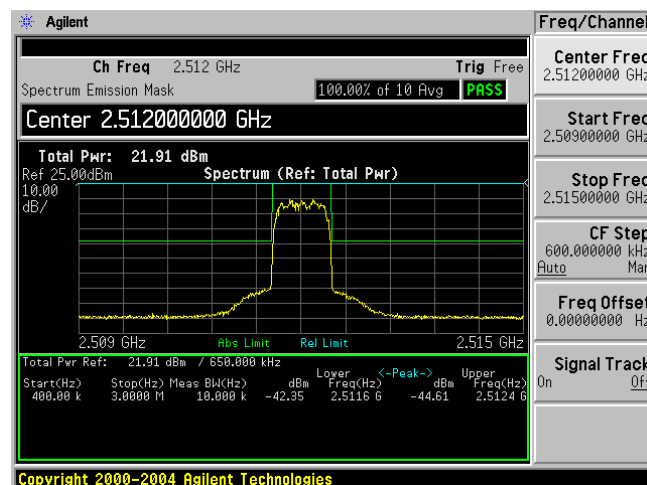 Agilent
Freq/Channel
Ch Freq 2.512 GHz Trig Free
Spectrum Emission Mask 100.00% of 10 Avg PASS
Center 2.512000000 GHz
Total Pwr: 21.91 dBm
Ref 25.00dBm Spectrum (Ref: Total Pwr)
10.00
dB/
2.509 GHz Abs Limit Rel Limit 2.515 GHz
Total Pwr Ref: 21.91 dBm / 650.000 kHz
Lower <-Peak-> Upper
Start(Hz) Stop(Hz) Meas BW(Hz) dBm Freq(Hz) dBm Freq(Hz)
400.00 k 3.0000 M 10.000 k -42.35 2.5116 G -44.61 2.5124 G
Center Freq
2.51200000 GHz
Start Freq
2.50900000 GHz
Stop Freq
2.51500000 GHz
CF Step
600.000000 kHz
Auto Man
Freq Offset
0.00000000 Hz
Signal Track
On Off
Copyright 2000-2004 Agilent Technologies